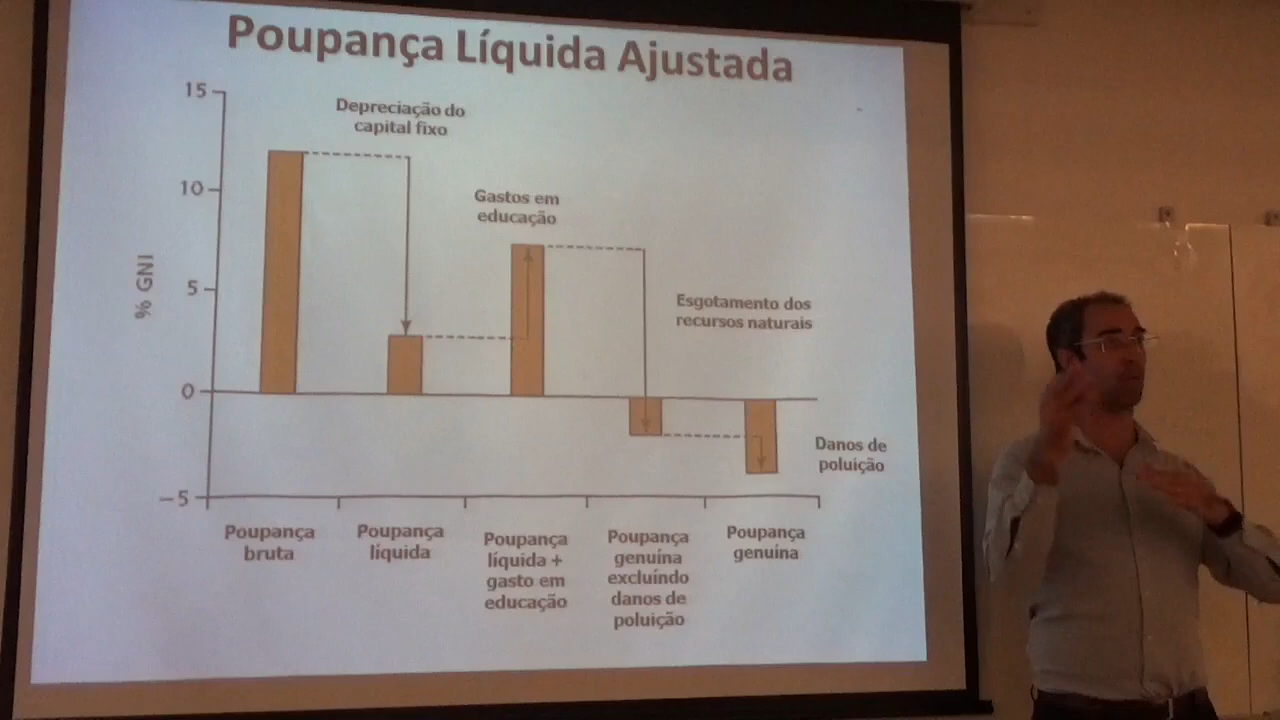 Poupança Líquida Ajustada
15
Depreciação do
capital fixo
10
Gastos em
educação
% GNI
5
Esgotamento dos
recursos naturais
0
Danos de
poluição
−5
Poupança
bruta
Poupança
líquida
Poupança
líquida +
gasto em
educação
Poupança
genuína
excluíndo
danos de
poluição
Poupança
genuína